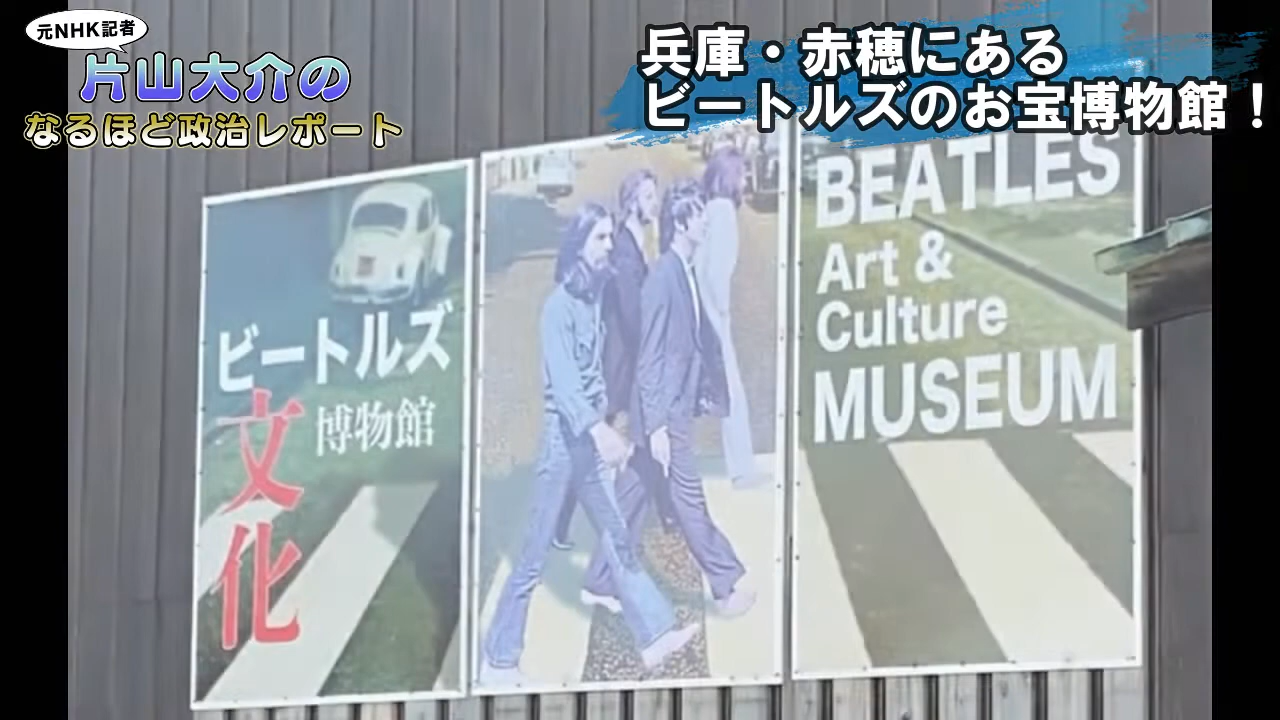 元NHK記者
片山大介の
なるほど政治レポート
兵庫・赤穂にある
ビートルズのお宝博物館！
ビートルズ
文化
博物館
BEATLES
Art &
Culture
MUSEUM